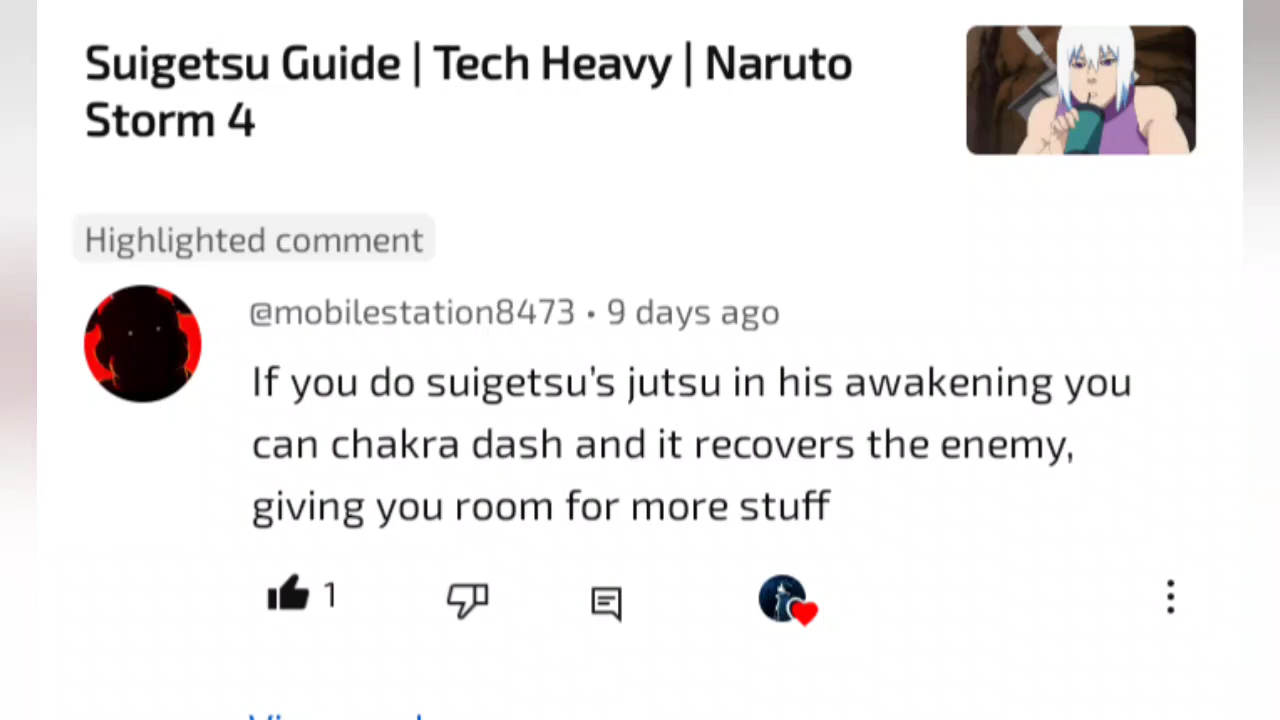 Suigetsu Guide | Tech Heavy | Naruto
Storm 4
Highlighted comment
@mobilestation8473 • 9 days ago
If you do suigetsu's jutsu in his awakening you
can chakra dash and it recovers the enemy,
giving you room for more stuff
1